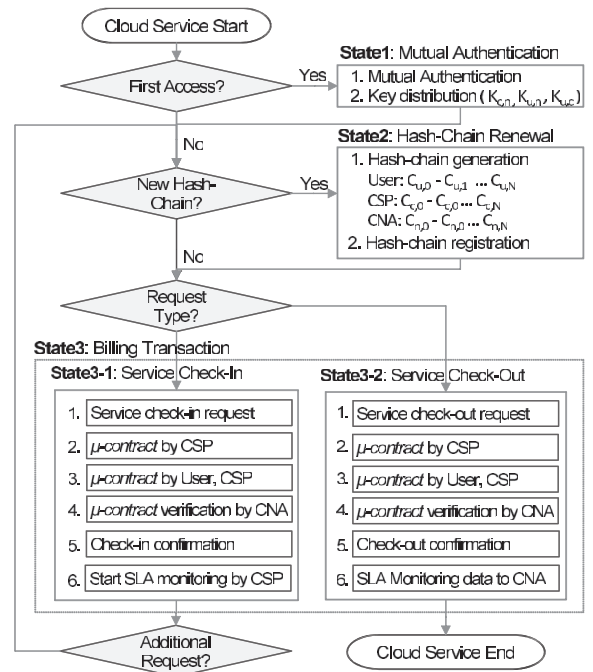 Cloud Service Start
State1: Mutual Authentication
First Access?
Yes
1. Mutual Authentication
2. Key distribution (K_c,n, K_u,n, K_u,c)
No
State2: Hash-Chain Renewal
New Hash-
Chain?
Yes
1. Hash-chain generation
User: C_u,0 - C_u,1 ... C_u,N
CSP: C_c,0 - C_c,0 ... C_c,N
CNA: C_n,0 - C_n,0 ... C_n,N
2. Hash-chain registration
No
Request
Type?
State3: Billing Transaction
State3-1: Service Check-In
1. Service check-in request
2. μ-contract by CSP
3. μ-contract by User, CSP
4. μ-contract verification by CNA
5. Check-in confirmation
6. Start SLA monitoring by CSP
State3-2: Service Check-Out
1. Service check-out request
2. μ-contract by CSP
3. μ-contract by User, CSP
4. μ-contract verification by CNA
5. Check-out confirmation
6. SLA Monitoring data to CNA
Additional
Request?
Cloud Service End